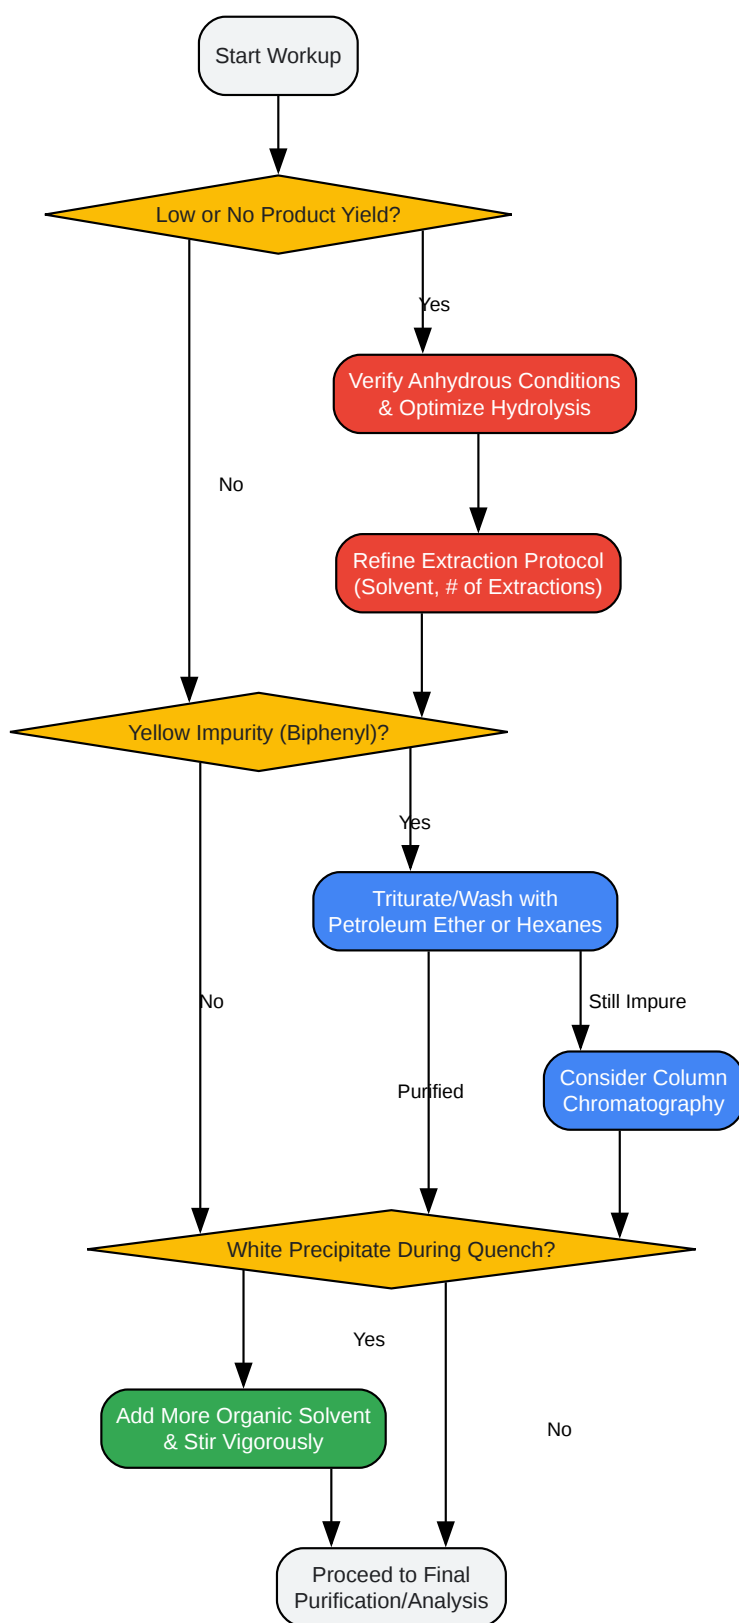 Start Workup
Low or No Product Yield?
Yes
Verify Anhydrous Conditions
& Optimize Hydrolysis
No
Refine Extraction Protocol
(Solvent, # of Extractions)
Yellow Impurity (Biphenyl)?
Yes
Triturate/Wash with
Petroleum Ether or Hexanes
No
Still Impure
Consider Column
Chromatography
Purified
White Precipitate During Quench?
Yes
Add More Organic Solvent
& Stir Vigorously
No
Proceed to Final
Purification/Analysis